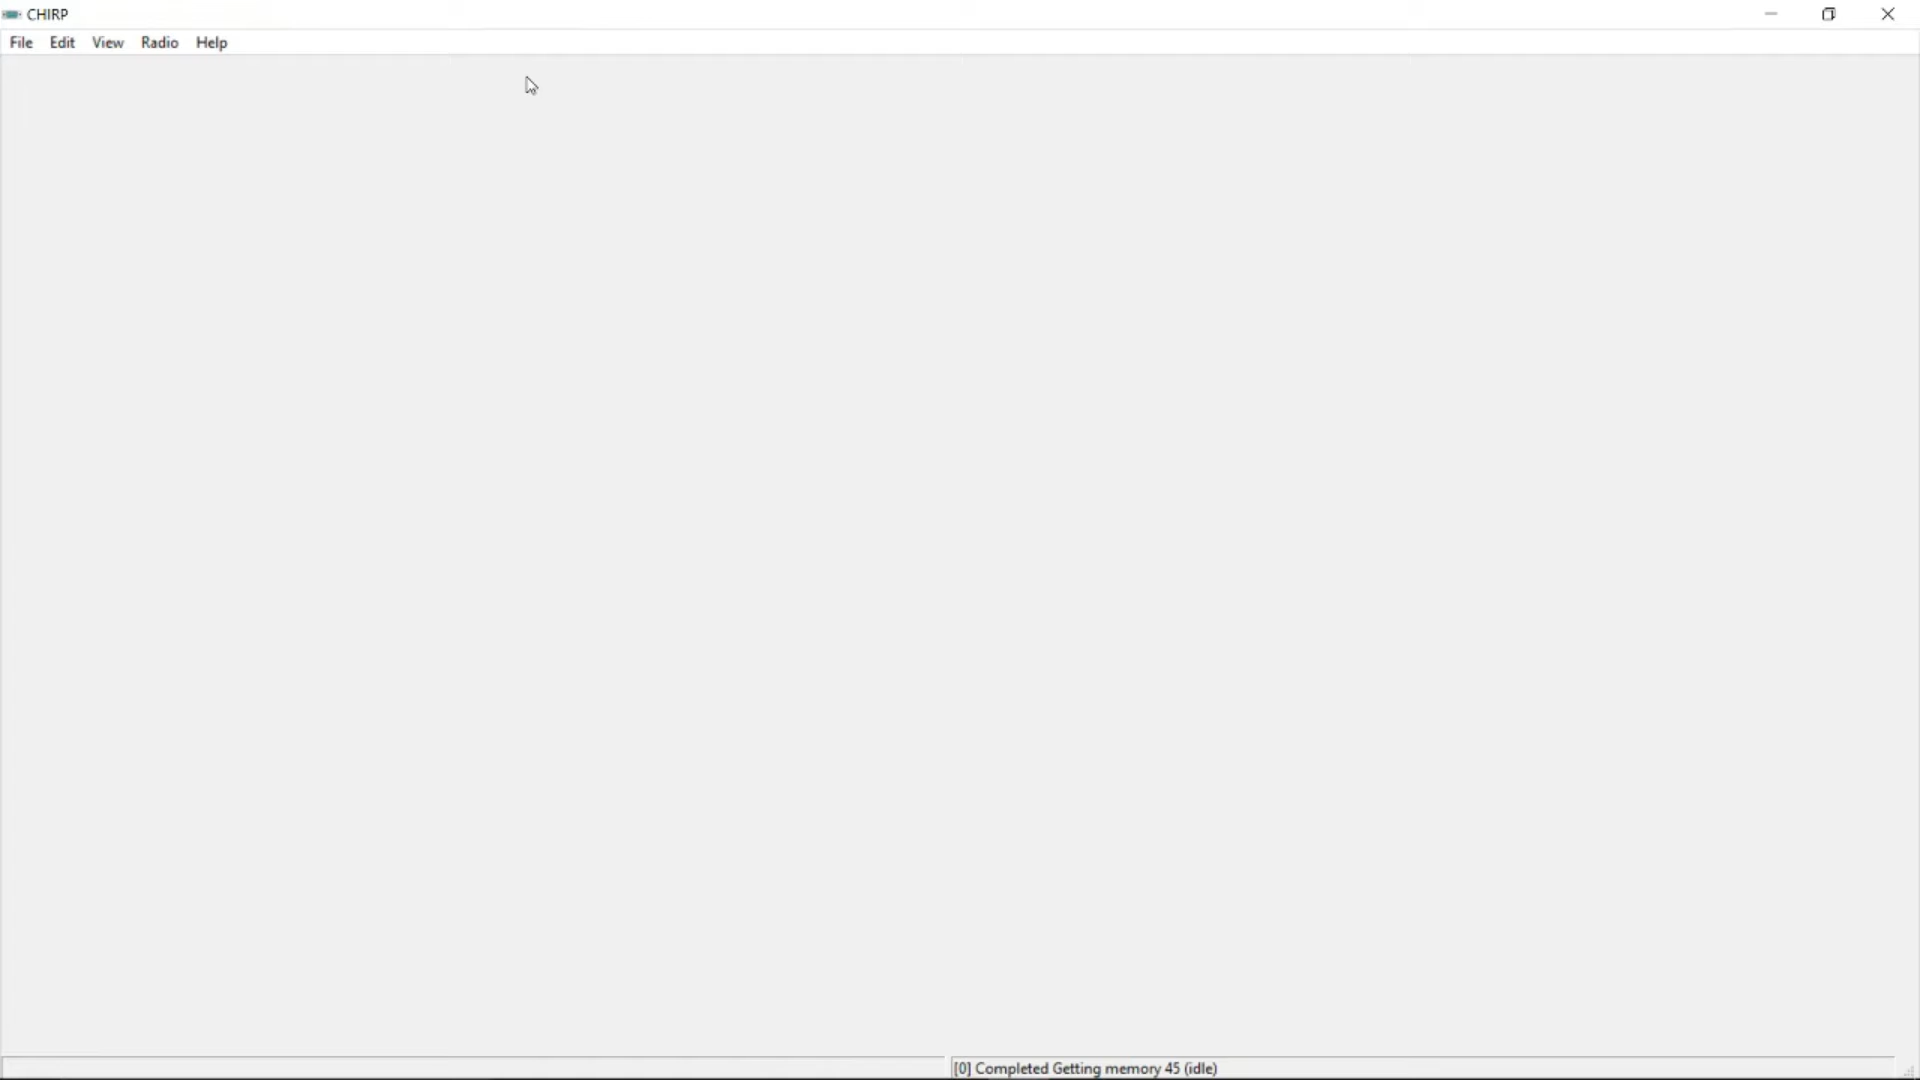 CHIRP
File Edit View Radio Help
[0] Completed Getting memory 45 (idle)